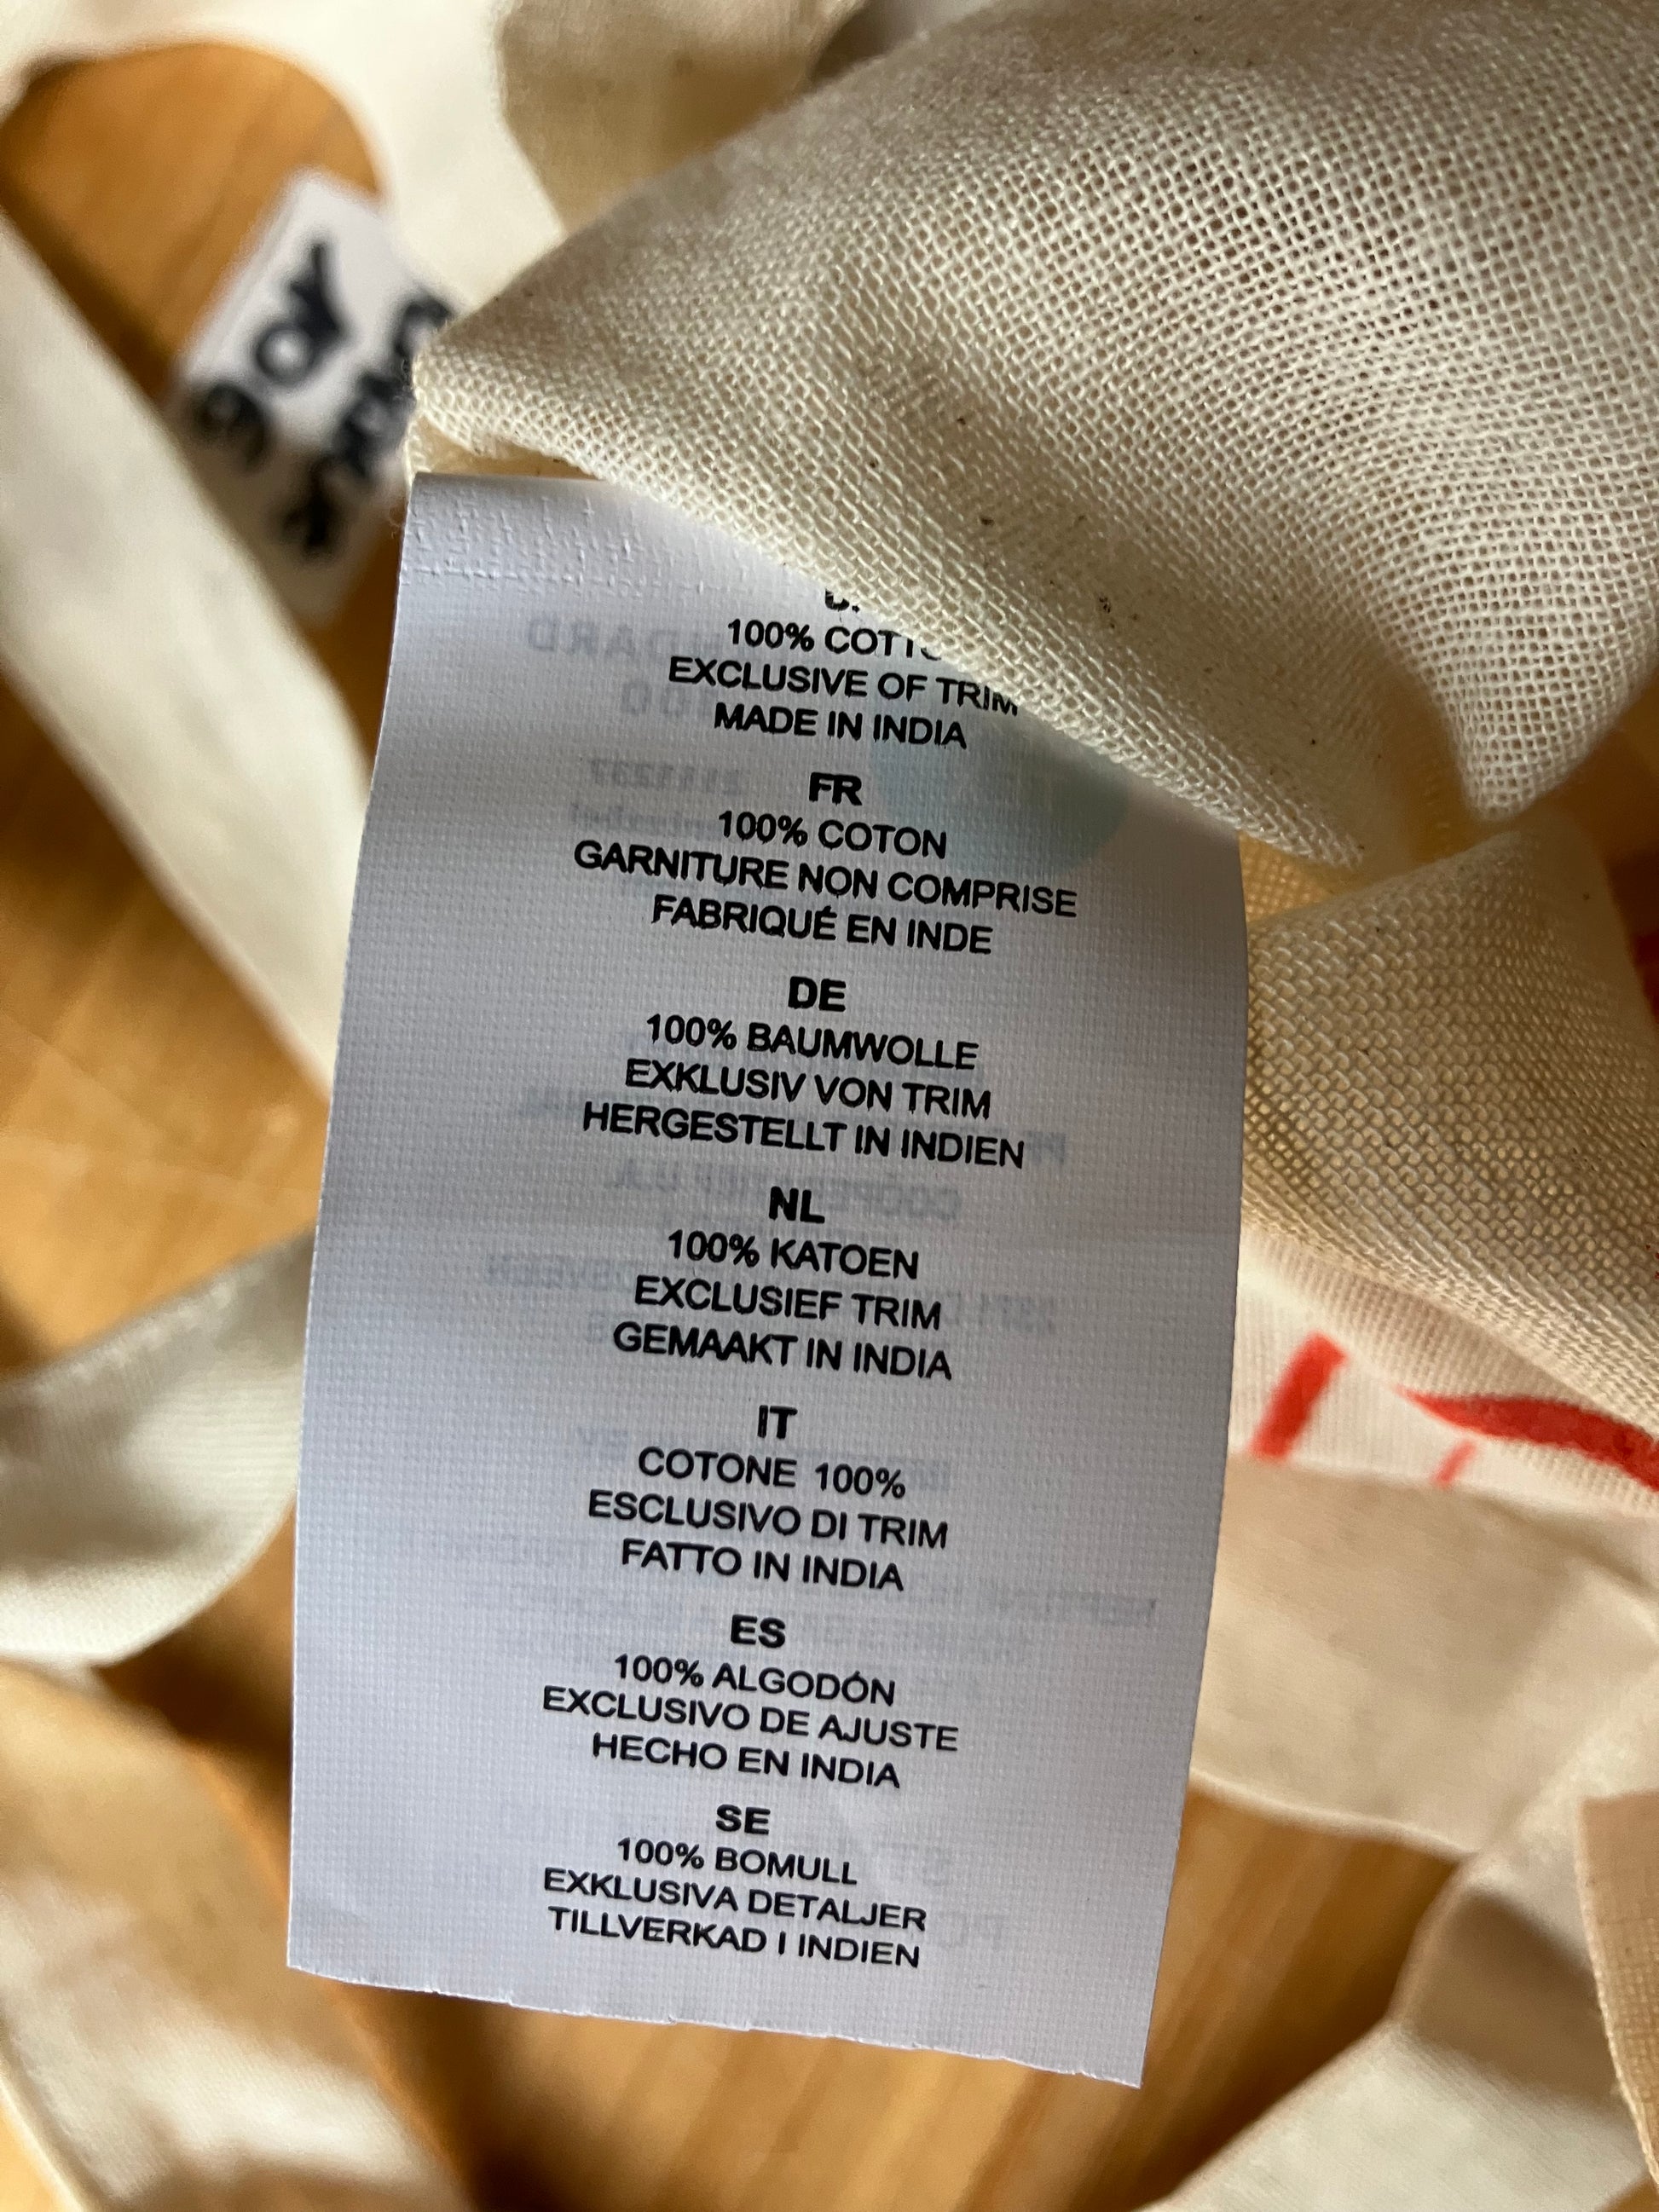 100%
EXCLUSIVE OF TRIM
MADE IN INDIA
FR
100% COTON
GARNITURE NON COMPRISE
FABRIQUÉ EN INDE
DE
100% BAUMWOLLE
EXKLUSIV VON TRIM
HERGESTELLT IN INDIEN
NL
100% KATOEN
EXCLUSIEF TRIM
GEMAAKT IN INDIA
IT
COTONE 100%
ESCLUSIVO DI TRIM
FATTO IN INDIA
ES
100% ALGODÓN
EXCLUSIVO DE AJUSTE
HECHO EN INDIA
SE
100% BOMULL
EXKLUSIVA DETALJER
TILLVERKAD I INDIEN